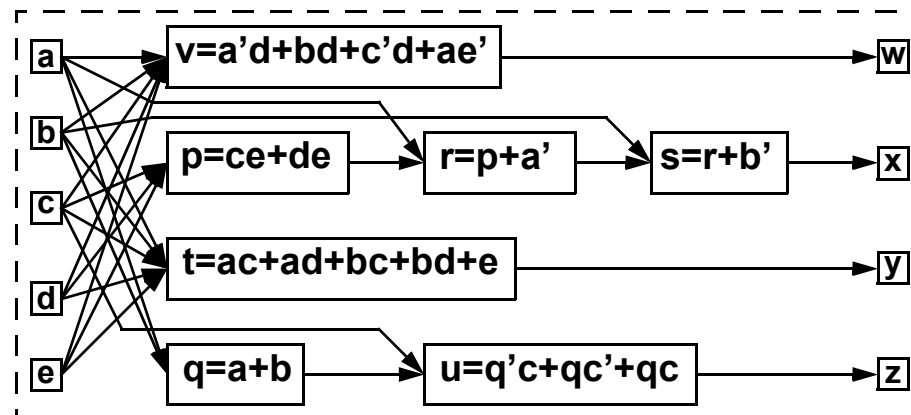 a v=a’d+bd+c’d+ae’ w
b
p=ce+de r=p+a’ s=r+b’ x
c
t=ac+ad+bc+bd+e y
d
e q=a+b u=q’c+qc’+qc z